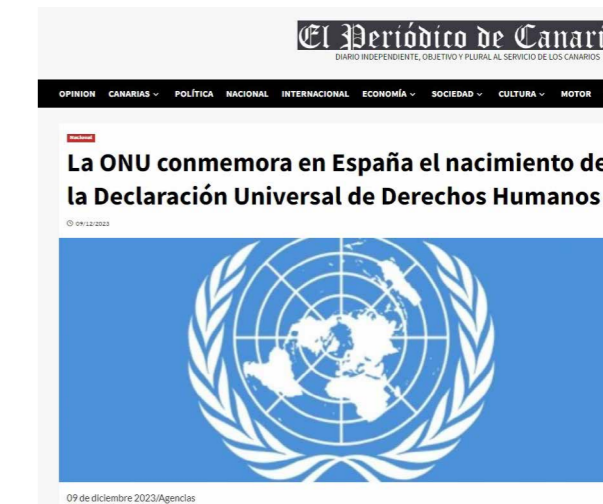 El Periódico de Canari
DIARIO INDEPENDIENTE, OBJETIVO Y PLURAL AL SERVICIO DE LOS CANARIOS
OPINION CANARIAS POLÍTICA NACIONAL INTERNACIONAL ECONOMÍA SOCIEDAD CULTURA MOTOR
Nacional
La ONU conmemora en España el nacimiento de
la Declaración Universal de Derechos Humanos
09/12/2023
09 de diciembre 2023/Agencias